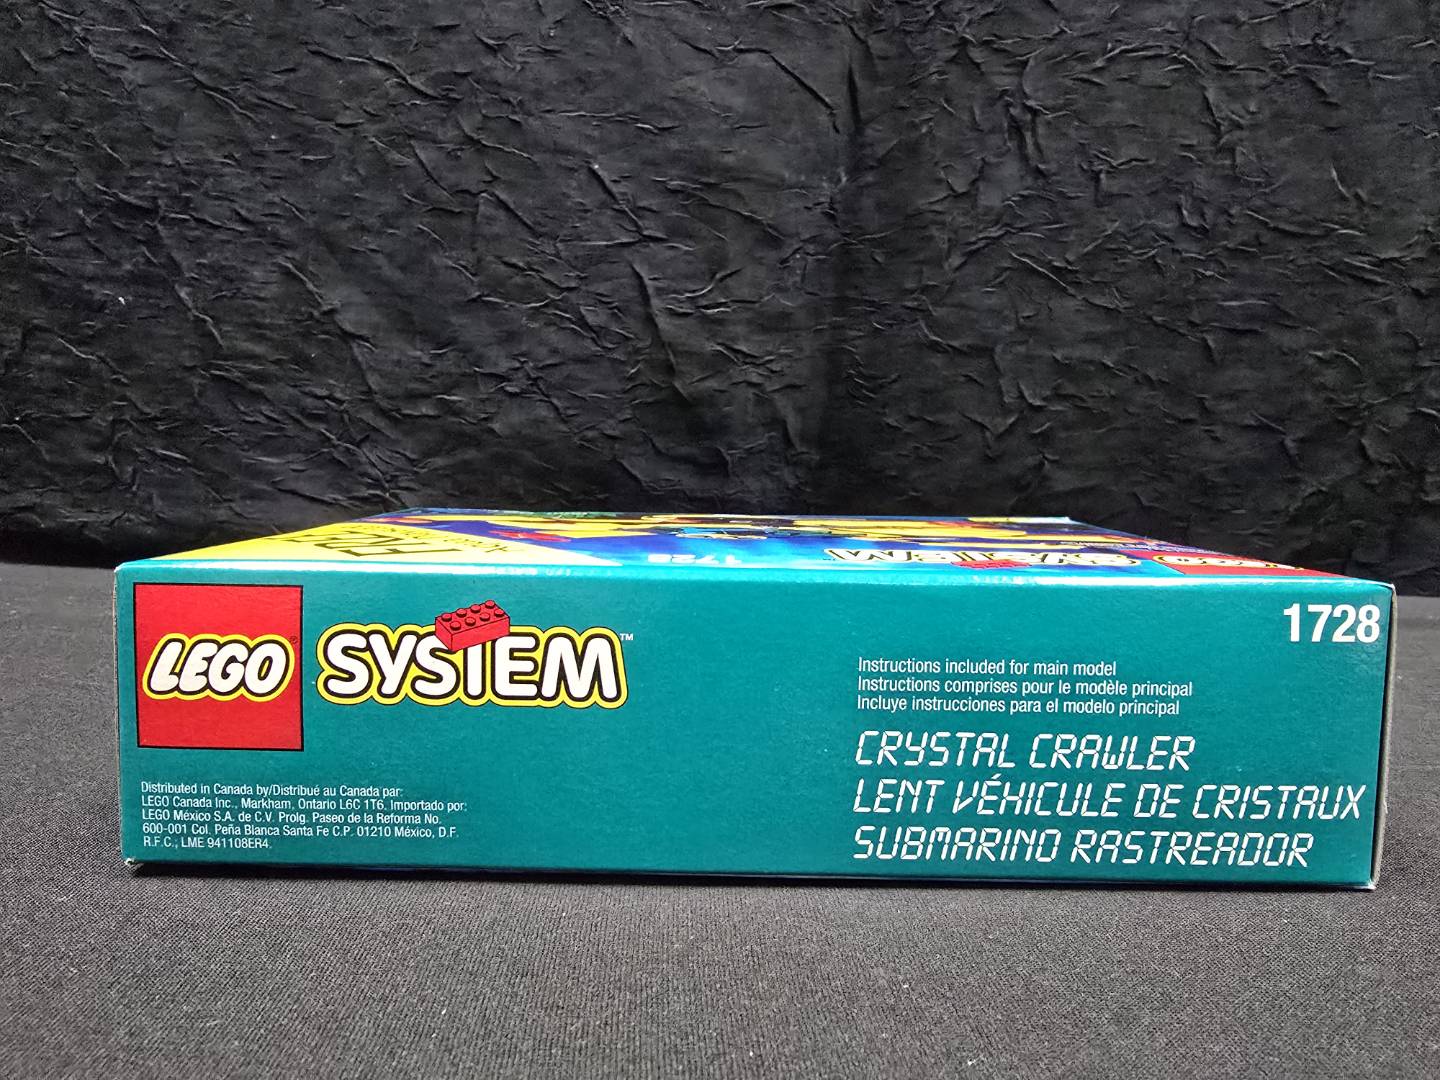 LEGO®
SYSTEM™
1728
Instructions included for main model
Instructions comprises pour le modèle principal
Incluye instrucciones para el modelo principal
CRYSTAL CRAWLER
LENT VÉHICULE DE CRISTAUX
SUBMARINO RASTREADOR
Distributed in Canada by/Distribué au Canada par:
LEGO Canada Inc., Markham, Ontario L6C 1T6. Importado por:
LEGO México S.A. de C.V. Prolg. Paseo de la Reforma No.
600-001 Col. Peña Blanca Santa Fe C.P. 01210 México, D.F.
R.F.C., LME 941108ER4.
1728
SYSTEM
LEGO